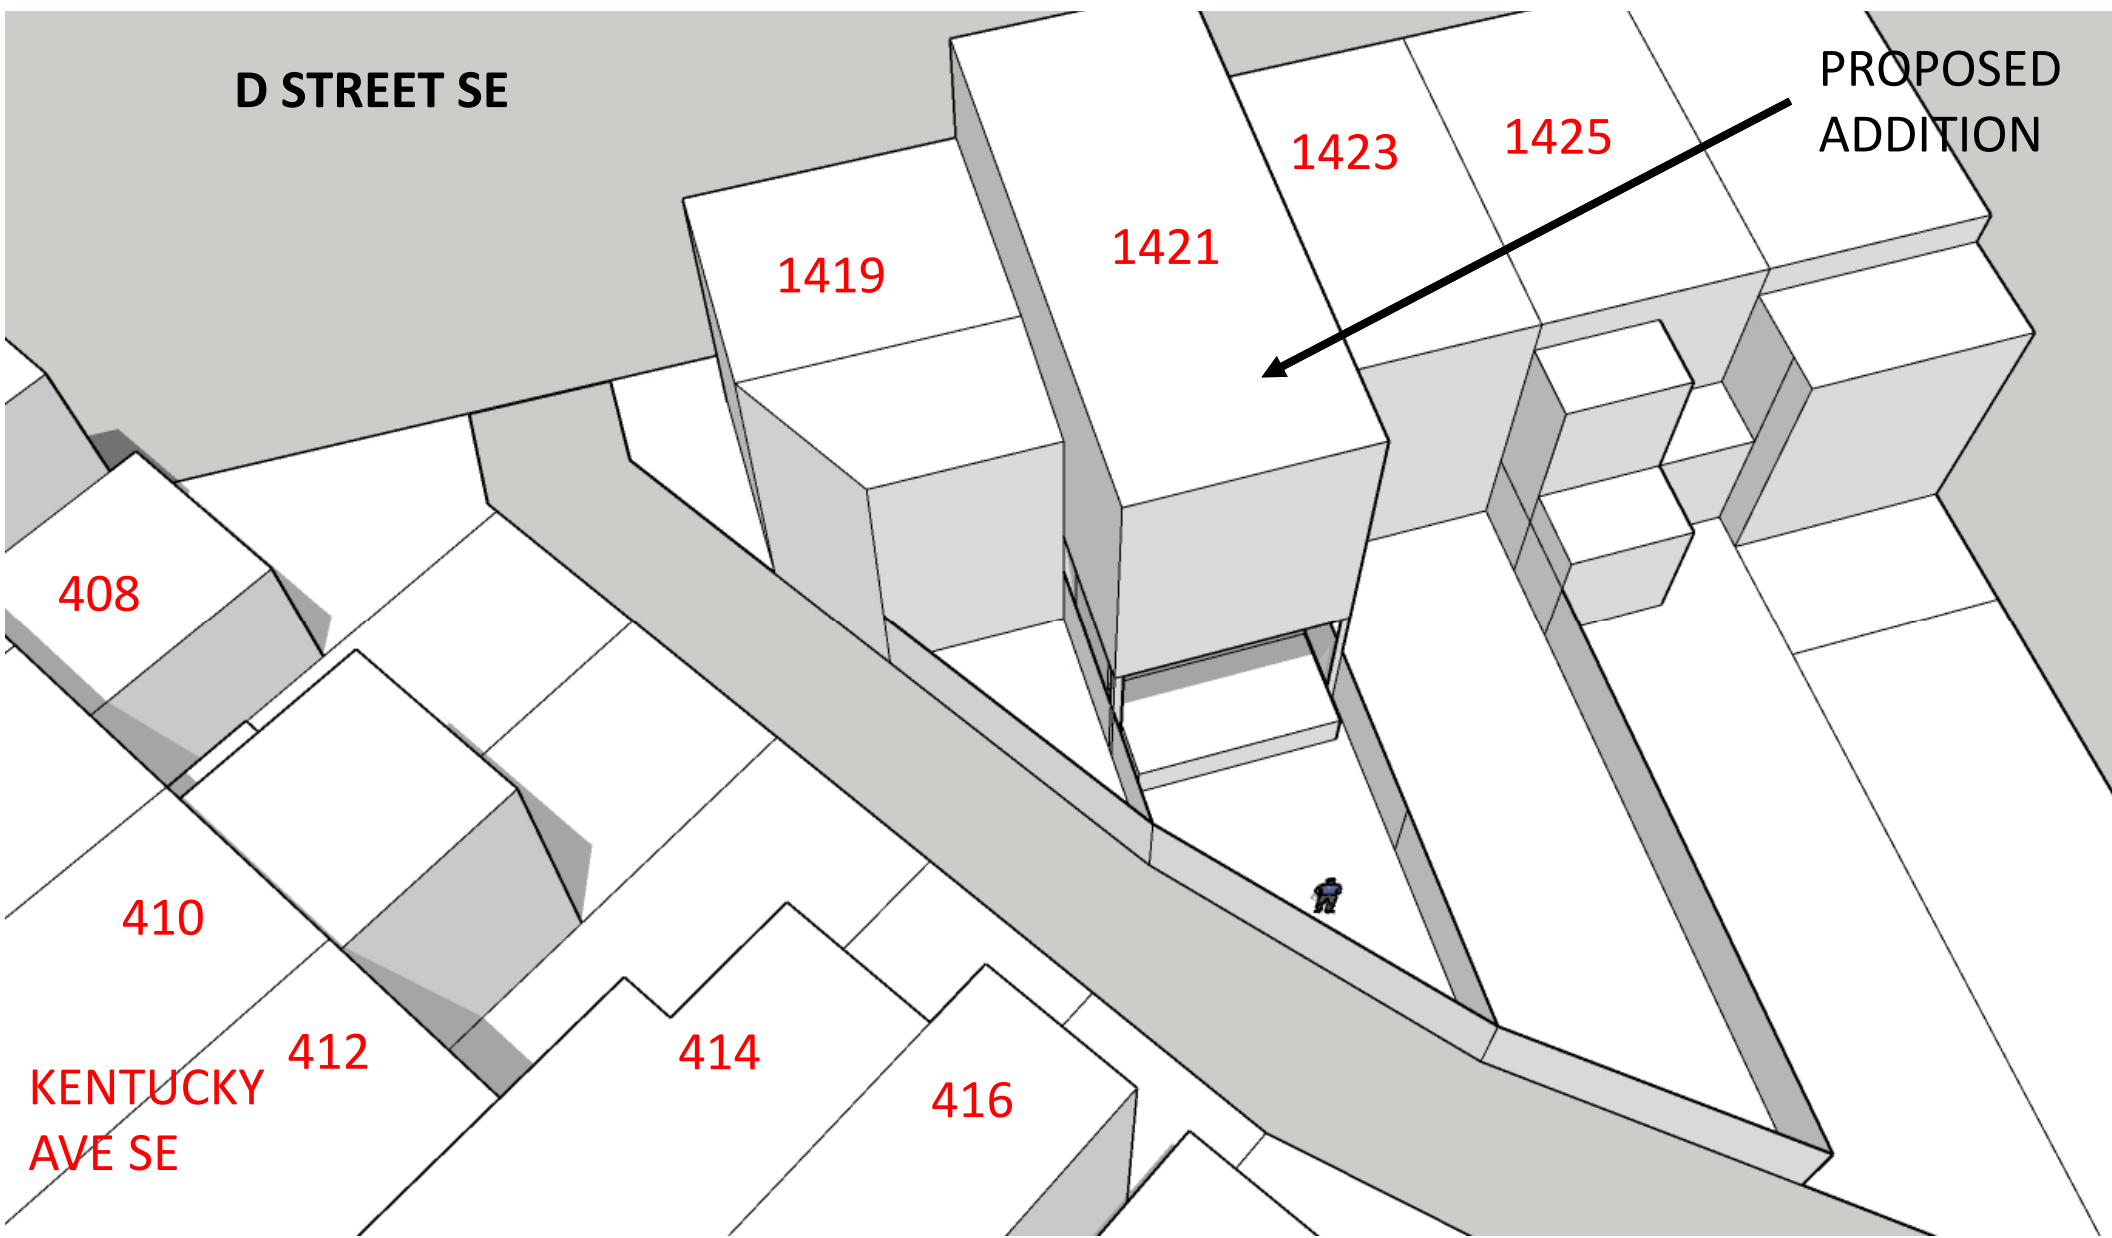 D STREET SE
PROPOSED
ADDITION
1423
1425
1421
1419
408
410
412
414
416
KENTUCKY
AVE SE